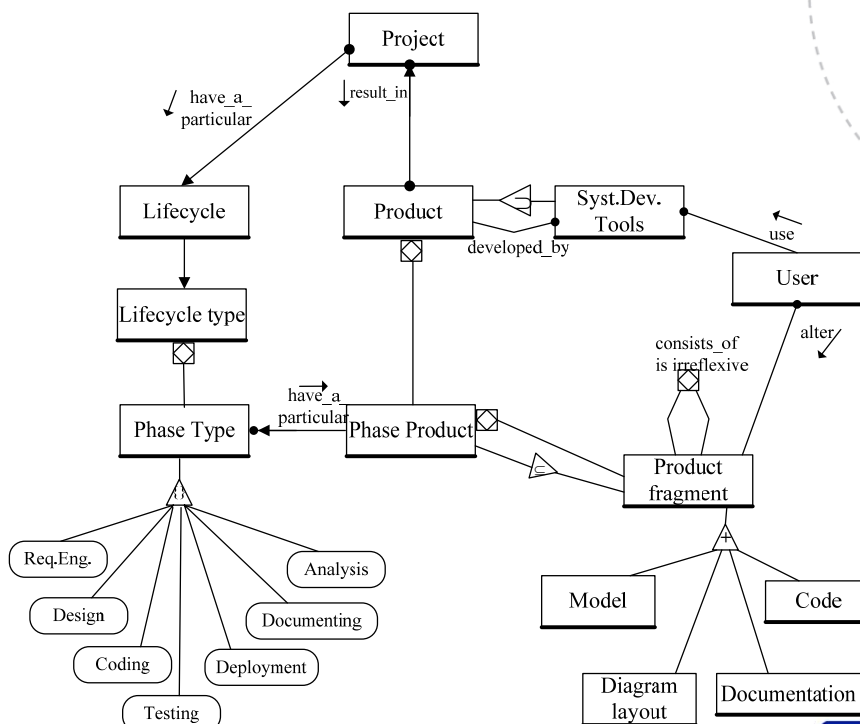 Project
have_a_
particular
result_in
Lifecycle
Product
Syst.Dev.
Tools
developed_by
use
User
Lifecycle type
consists_of
is irreflexive
alter
have_a_
particular
Phase Type
Phase Product
Product
fragment
Req.Eng.
Analysis
Design
Documenting
Coding
Deployment
Testing
Model
Code
Diagram
layout
Documentation